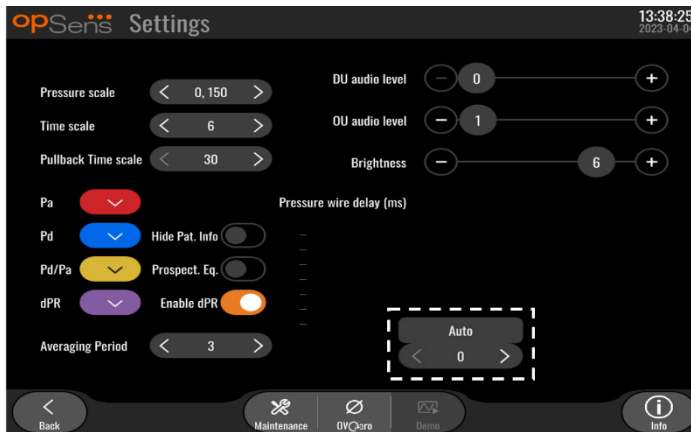 opSens Settings
13:38:25
2023-04-04
Pressure scale < 0, 150 >
Time scale < 6 >
Pullback Time scale < 30 >
DU audio level - 0 +
OU audio level - 1 +
Brightness - 6 +
Pa
Pd
Pd/Pa
dPR
Hide Pat. Info
Prospect. Eq.
Enable dPR
Averaging Period < 3 >
Pressure wire delay (ms)
Auto
< 0 >
Back
Maintenance
Demo
Info